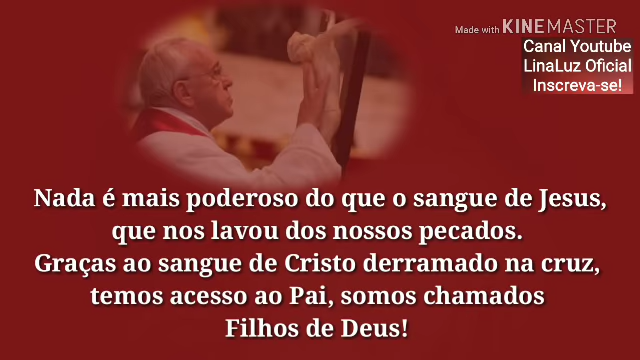 Made with KINEMASTER
Canal Youtube
LinaLuz Oficial
Inscreva-se!
Nada é mais poderoso do que o sangue de Jesus,
que nos lavou dos nossos pecados.
Graças ao sangue de Cristo derramado na cruz,
temos acesso ao Pai, somos chamados
Filhos de Deus!